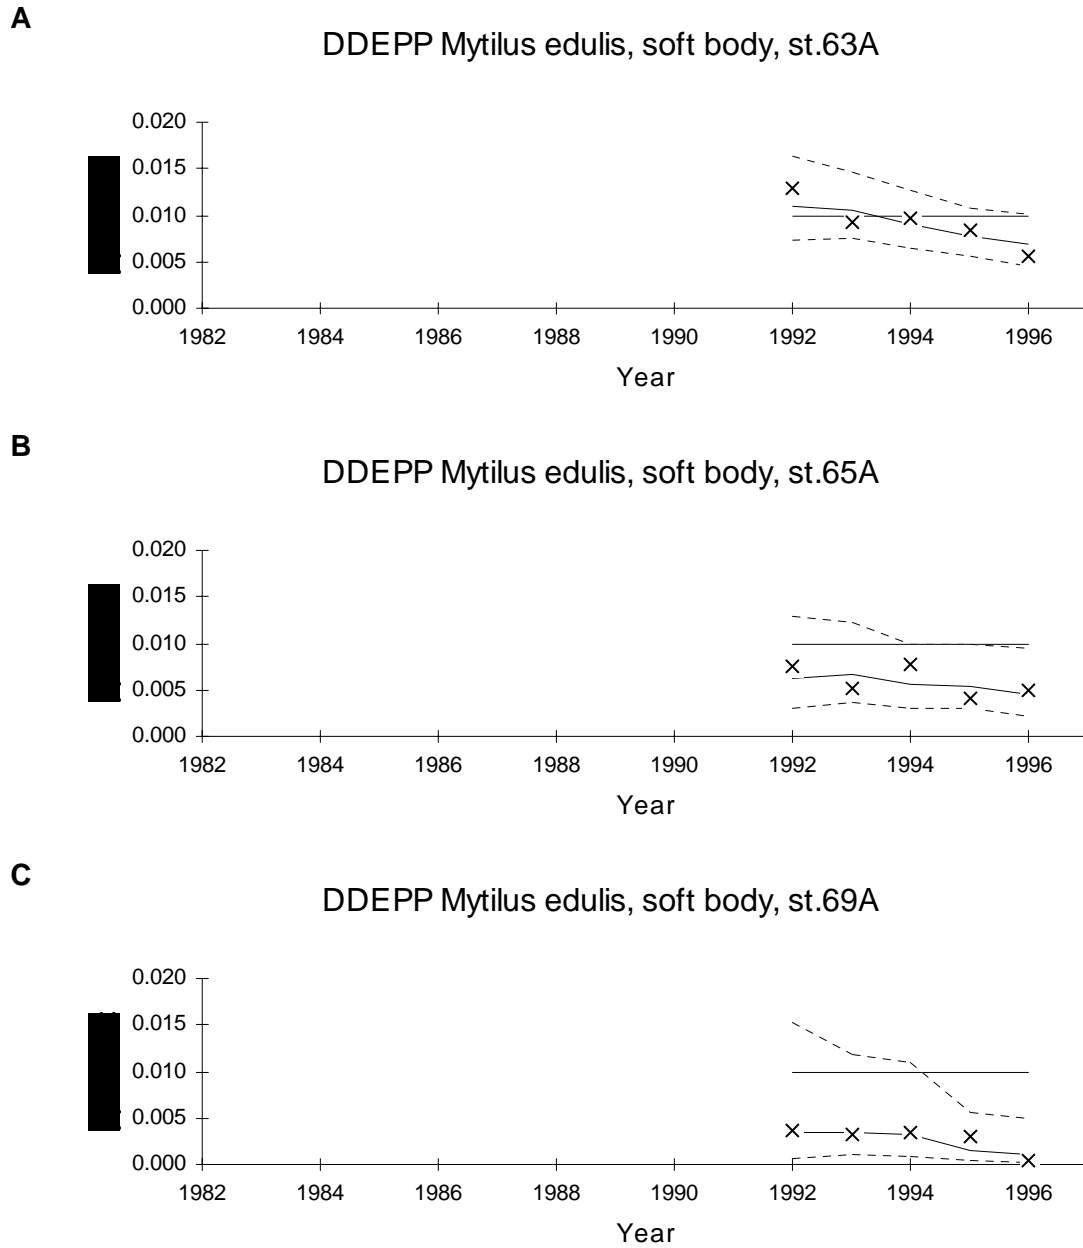 A
DDEPP Mytilus edulis, soft body, st.63A
0.020
0.015
0.010
0.005
0.000
1982 1984 1986 1988 1990 1992 1994 1996
Year
B
DDEPP Mytilus edulis, soft body, st.65A
0.020
0.015
0.010
0.005
0.000
1982 1984 1986 1988 1990 1992 1994 1996
Year
C
DDEPP Mytilus edulis, soft body, st.69A
0.020
0.015
0.010
0.005
0.000
1982 1984 1986 1988 1990 1992 1994 1996
Year